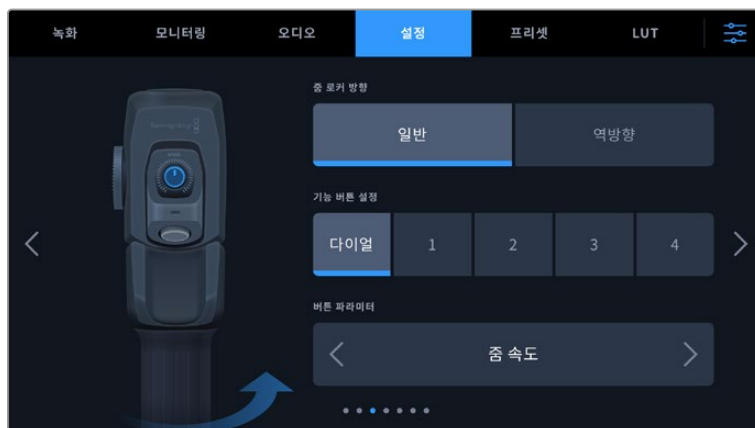 녹화 모니터링 오디오 설정 프리셋 LUT
줌 로커 방향
일반 역방향
기능 버튼 설정
다이얼 1 2 3 4
버튼 파라미터
줌 속도